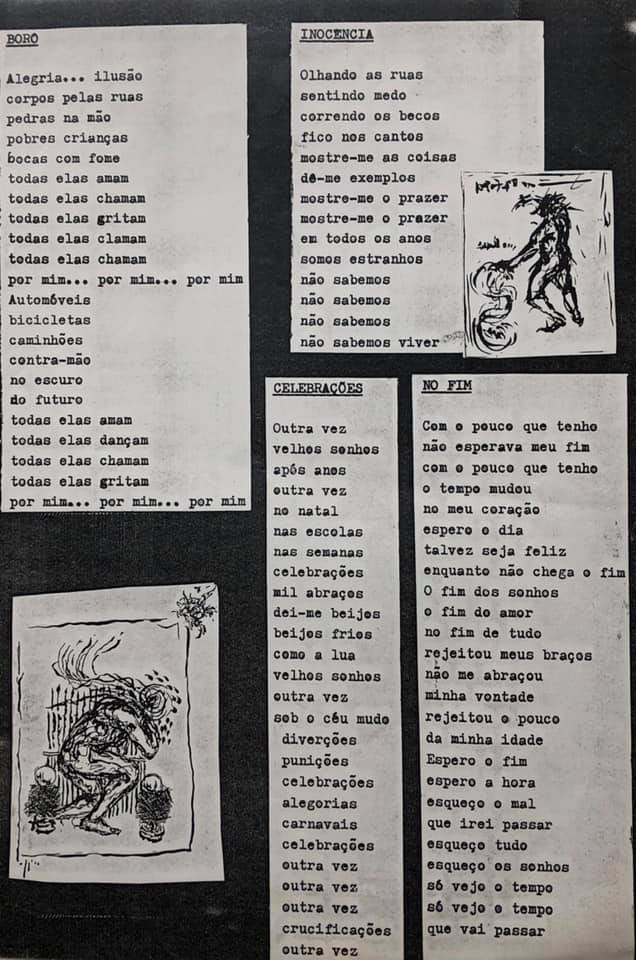 BORÓ
Alegria... ilusão
corpos pelas ruas
pedras na mão
pobres crianças
bocas com fome
todas elas amam
todas elas chamam
todas elas gritam
todas elas clamam
todas elas chamam
por mim... por mim... por mim
Automóveis
bicicletas
caminhões
contra-mão
no escuro
do futuro
todas elas amam
todas elas dançam
todas elas chamam
todas elas gritam
por mim... por mim... por mim
INOCENCIA
Olhando as ruas
sentindo medo
correndo os becos
fico nos cantos
mostre-me as coisas
dê-me exemplos
mostre-me o prazer
mostre-me o prazer
em todos os anos
somos estranhos
não sabemos
não sabemos
não sabemos
não sabemos viver
CELEBRAÇÕES
Outra vez
velhos sonhos
após anos
outra vez
no natal
nas escolas
nas semanas
celebrações
mil abraços
dei-me beijos
beijos frios
como a lua
velhos sonhos
outra vez
sob o céu mudo
diverções
punições
celebrações
alegorias
carnavais
celebrações
outra vez
outra vez
outra vez
crucificações
outra vez
NO FIM
Com o pouco que tenho
não esperava meu fim
com o pouco que tenho
o tempo mudou
no meu coração
espero o dia
talvez seja feliz
enquanto não chega o fim
O fim dos sonhos
o fim do amor
no fim de tudo
rejeitou meus braços
não me abraçou
minha vontade
rejeitou o pouco
da minha idade
Espero o fim
espero a hora
esqueço o mal
que irei passar
esqueço tudo
esqueço os sonhos
só vejo o tempo
só vejo o tempo
que vai passar